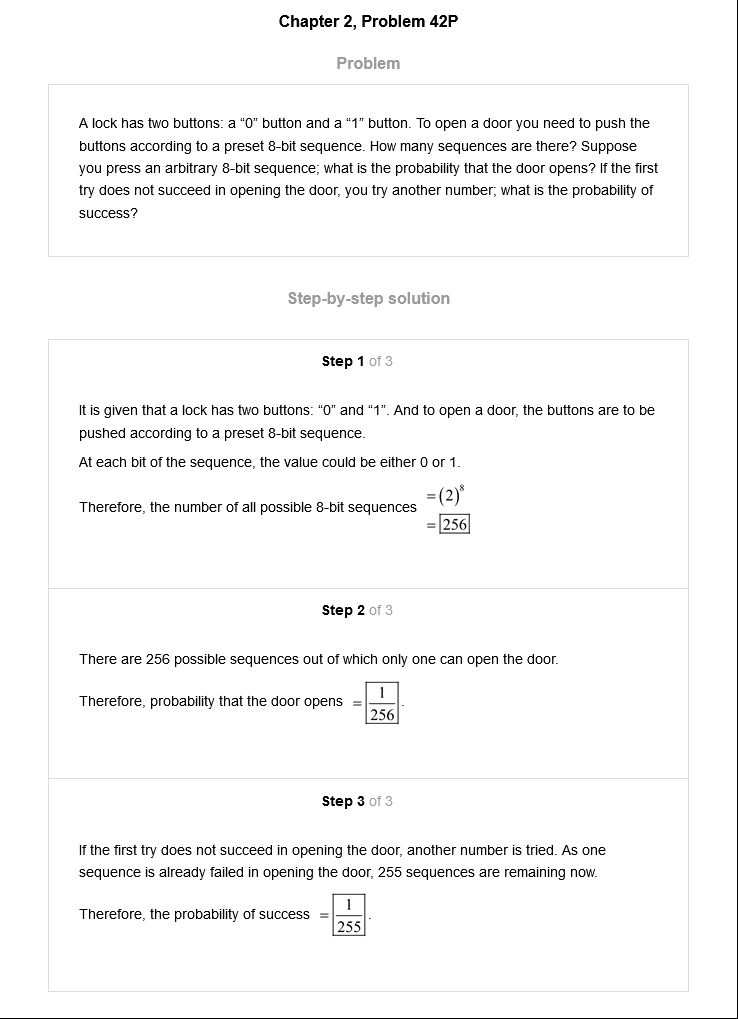 Chapter 2, Problem 42P
Problem
A lock has two buttons: a “0” button and a “1” button. To open a door you need to push the
buttons according to a preset 8-bit sequence. How many sequences are there? Suppose
you press an arbitrary 8-bit sequence; what is the probability that the door opens? If the first
try does not succeed in opening the door, you try another number; what is the probability of
success?
Step-by-step solution
Step 1 of 3
It is given that a lock has two buttons: “0” and “1”. And to open a door, the buttons are to be
pushed according to a preset 8-bit sequence.
At each bit of the sequence, the value could be either 0 or 1.
Therefore, the number of all possible 8-bit sequences = (2)⁸
= 256
Step 2 of 3
There are 256 possible sequences out of which only one can open the door.
Therefore, probability that the door opens = 1/256.
Step 3 of 3
If the first try does not succeed in opening the door, another number is tried. As one
sequence is already failed in opening the door, 255 sequences are remaining now.
Therefore, the probability of success = 1/255.